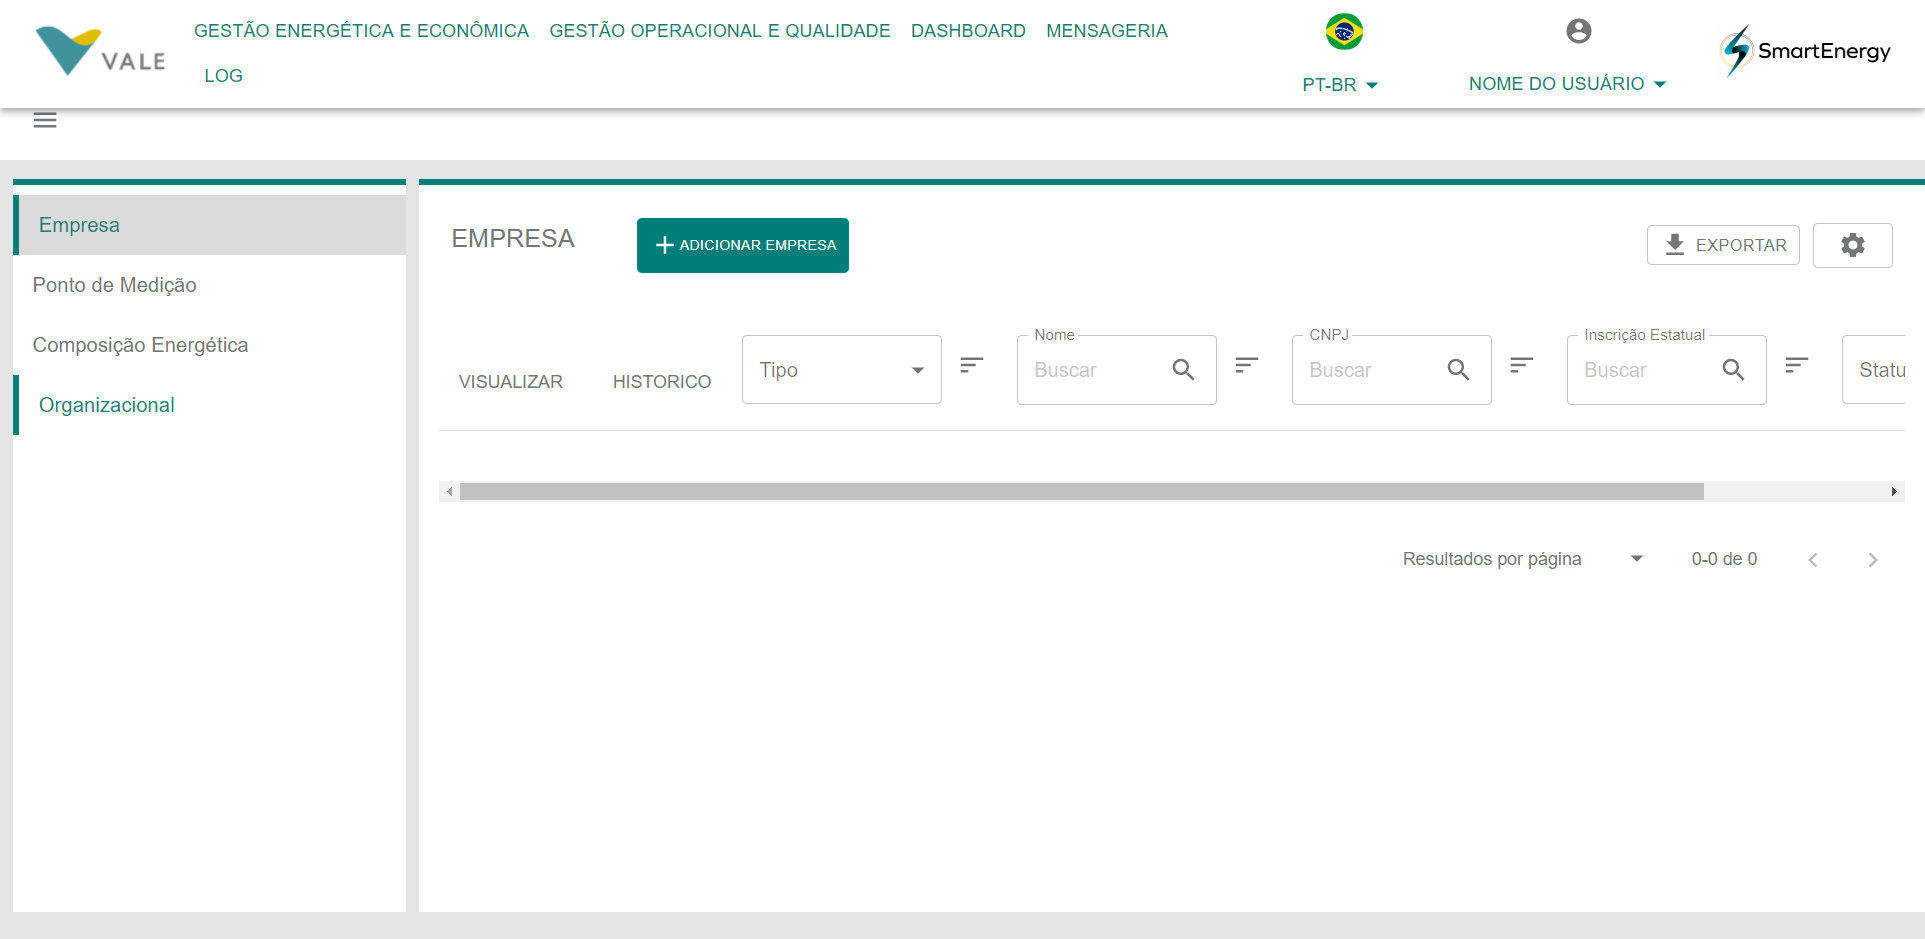 VALE
GESTÃO ENERGÉTICA E ECONÔMICA GESTÃO OPERACIONAL E QUALIDADE DASHBOARD MENSAGERIA
LOG
PT-BR
NOME DO USUÁRIO
SmartEnergy
Empresa
Ponto de Medição
Composição Energética
Organizacional
EMPRESA
ADICIONAR EMPRESA
EXPORTAR
VISUALIZAR
HISTORICO
Tipo
Nome
Buscar
CNPJ
Buscar
Inscrição Estatual
Buscar
Statu
Resultados por página
0-0 de 0